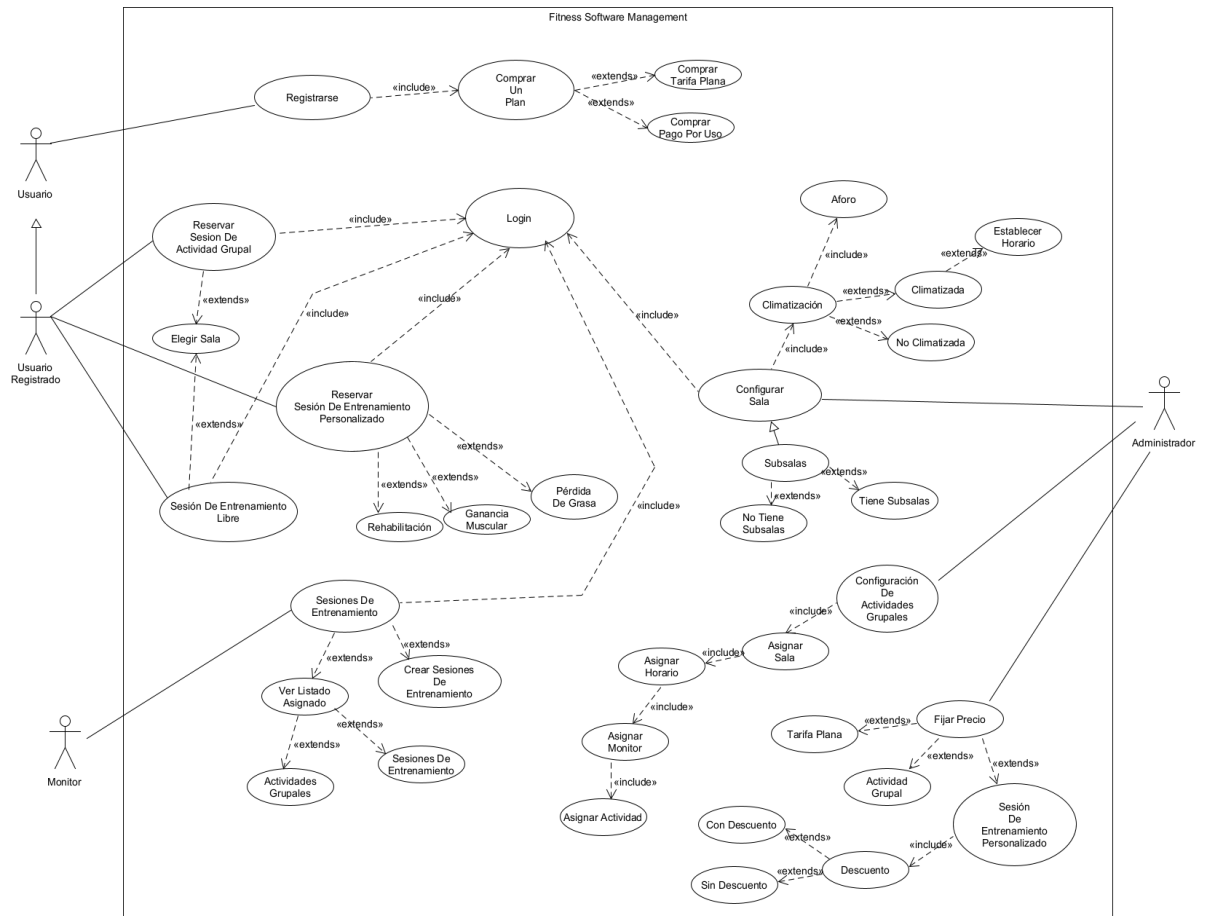 Fitness Software Management
Registrarse
«include»
Comprar
Un
Plan
«extends»
Comprar
Tarifa Plana
«extends»
Comprar
Pago Por Uso
Usuario
Reservar
Sesion De
Actividad Grupal
«include»
Login
Aforo
Establecer
Horario
«include»
«extends»
Climatizada
Climatización
«extends»
«extends»
No Climatizada
«include»
«extends»
Elegir Sala
«include»
«include»
«include»
Usuario
Registrado
Reservar
Sesión De Entrenamiento
Personalizado
Configurar
Sala
Administrador
«extends»
«extends»
«extends»
«extends»
Pérdida
De Grasa
Ganancia
Muscular
Rehabilitación
Sesión De Entrenamiento
Libre
Subsalas
«extends»
Tiene Subsalas
«extends»
No Tiene
Subsalas
«include»
Sesiones De
Entrenamiento
«extends»
«extends»
Crear Sesiones
De
Entrenamiento
Ver Listado
Asignado
«extends»
«extends»
Sesiones De
Entrenamiento
Actividades
Grupales
Monitor
Configuración
De
Actividades
Grupales
«include»
Asignar
Sala
«include»
Asignar
Horario
«include»
Asignar
Monitor
«include»
Asignar Actividad
Fijar Precio
«extends»
Tarifa Plana
«extends»
Actividad
Grupal
«extends»
Sesión
De
Entrenamiento
Personalizado
«include»
Descuento
«extends»
Con Descuento
«extends»
Sin Descuento